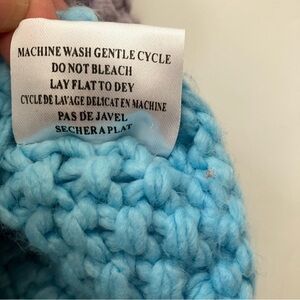 MACHINE WASH GENTLE CYCLE
DO NOT BLEACH
LAY FLAT TO DEY
CYCLE DE LAVAGE DELICAT EN MACHINE
PAS DE JAVEL
SECHER A PLAT